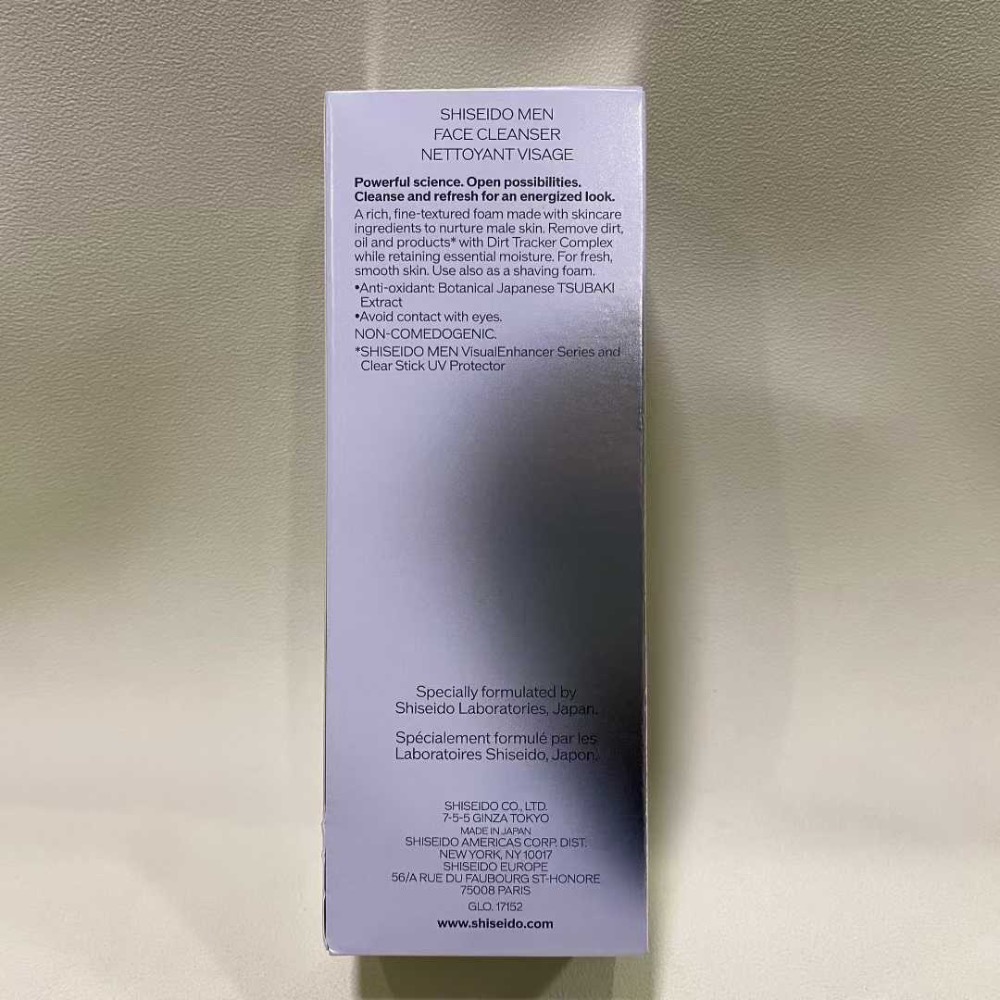 SHISEIDO MEN
FACE CLEANSER
NETTOYANT VISAGE
Powerful science. Open possibilities.
Cleanse and refresh for an energized look.
A rich, fine-textured foam made with skincare
ingredients to nurture male skin. Remove dirt,
oil and products* with Dirt Tracker Complex
while retaining essential moisture. For fresh,
smooth skin. Use also as a shaving foam.
•Anti-oxidant: Botanical Japanese TSUBAKI
Extract
•Avoid contact with eyes.
NON-COMEDOGENIC.
*SHISEIDO MEN VisualEnhancer Series and
Clear Stick UV Protector
Specially formulated by
Shiseido Laboratories, Japan.
Spécialement formulé par les
Laboratoires Shiseido, Japon.
SHISEIDO CO., LTD.
7-5-5 GINZA TOKYO
MADE IN JAPAN
SHISEIDO AMERICAS CORP. DIST.
NEW YORK, NY 10017
SHISEIDO EUROPE
56/A RUE DU FAUBOURG ST-HONORE
75008 PARIS
GLO. 17152
www.shiseido.com